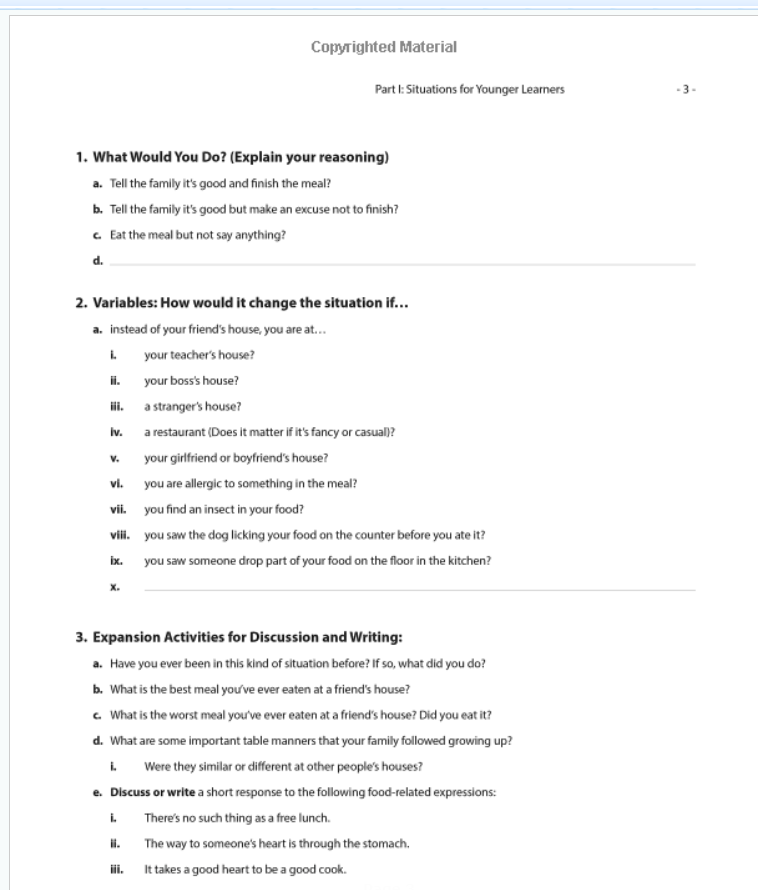 Copyrighted Material
Part I: Situations for Younger Learners - 3 -
1. What Would You Do? (Explain your reasoning)
a. Tell the family it's good and finish the meal?
b. Tell the family it's good but make an excuse not to finish?
c. Eat the meal but not say anything?
d.
2. Variables: How would it change the situation if…
a. instead of your friend's house, you are at…
i. your teacher's house?
ii. your boss's house?
iii. a stranger's house?
iv. a restaurant (Does it matter if it's fancy or casual)?
v. your girlfriend or boyfriend's house?
vi. you are allergic to something in the meal?
vii. you find an insect in your food?
viii. you saw the dog licking your food on the counter before you ate it?
ix. you saw someone drop part of your food on the floor in the kitchen?
x.
3. Expansion Activities for Discussion and Writing:
a. Have you ever been in this kind of situation before? If so, what did you do?
b. What is the best meal you've ever eaten at a friend's house?
c. What is the worst meal you've ever eaten at a friend's house? Did you eat it?
d. What are some important table manners that your family followed growing up?
i. Were they similar or different at other people's houses?
e. Discuss or write a short response to the following food-related expressions:
i. There's no such thing as a free lunch.
ii. The way to someone's heart is through the stomach.
iii. It takes a good heart to be a good cook.